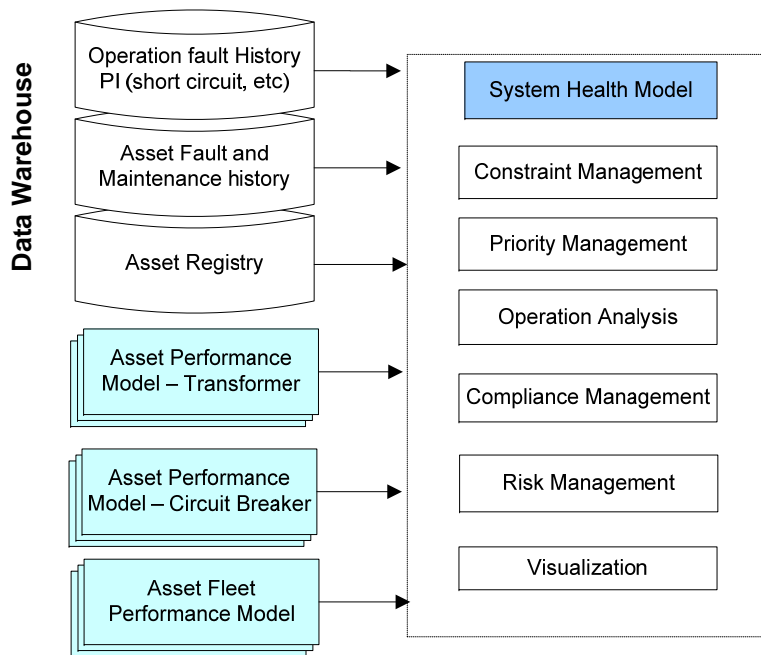 Data Warehouse
Operation fault History
PI (short circuit, etc)
Asset Fault and
Maintenance history
Asset Registry
Asset Performance
Model – Transformer
Asset Performance
Model – Circuit Breaker
Asset Fleet
Performance Model
System Health Model
Constraint Management
Priority Management
Operation Analysis
Compliance Management
Risk Management
Visualization